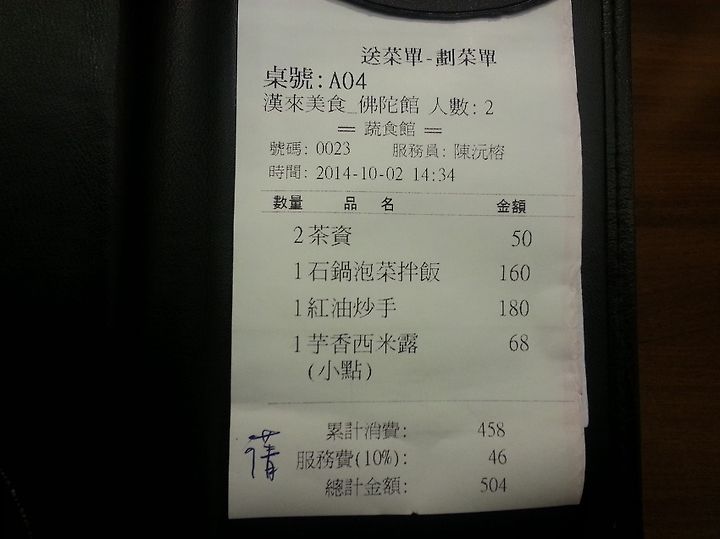 送菜單-劃菜單
桌號:A04
漢來美食_佛陀館 人數:2
== 蔬食館 ==
號碼: 0023 服務員: 陳沅榕
時間: 2014-10-02 14:34
數量 品名 金額
2 茶資 50
1 石鍋泡菜拌飯 160
1 紅油炒手 180
1 芋香西米露 68
(小點)
累計消費: 458
服務費(10%): 46
總計金額: 504